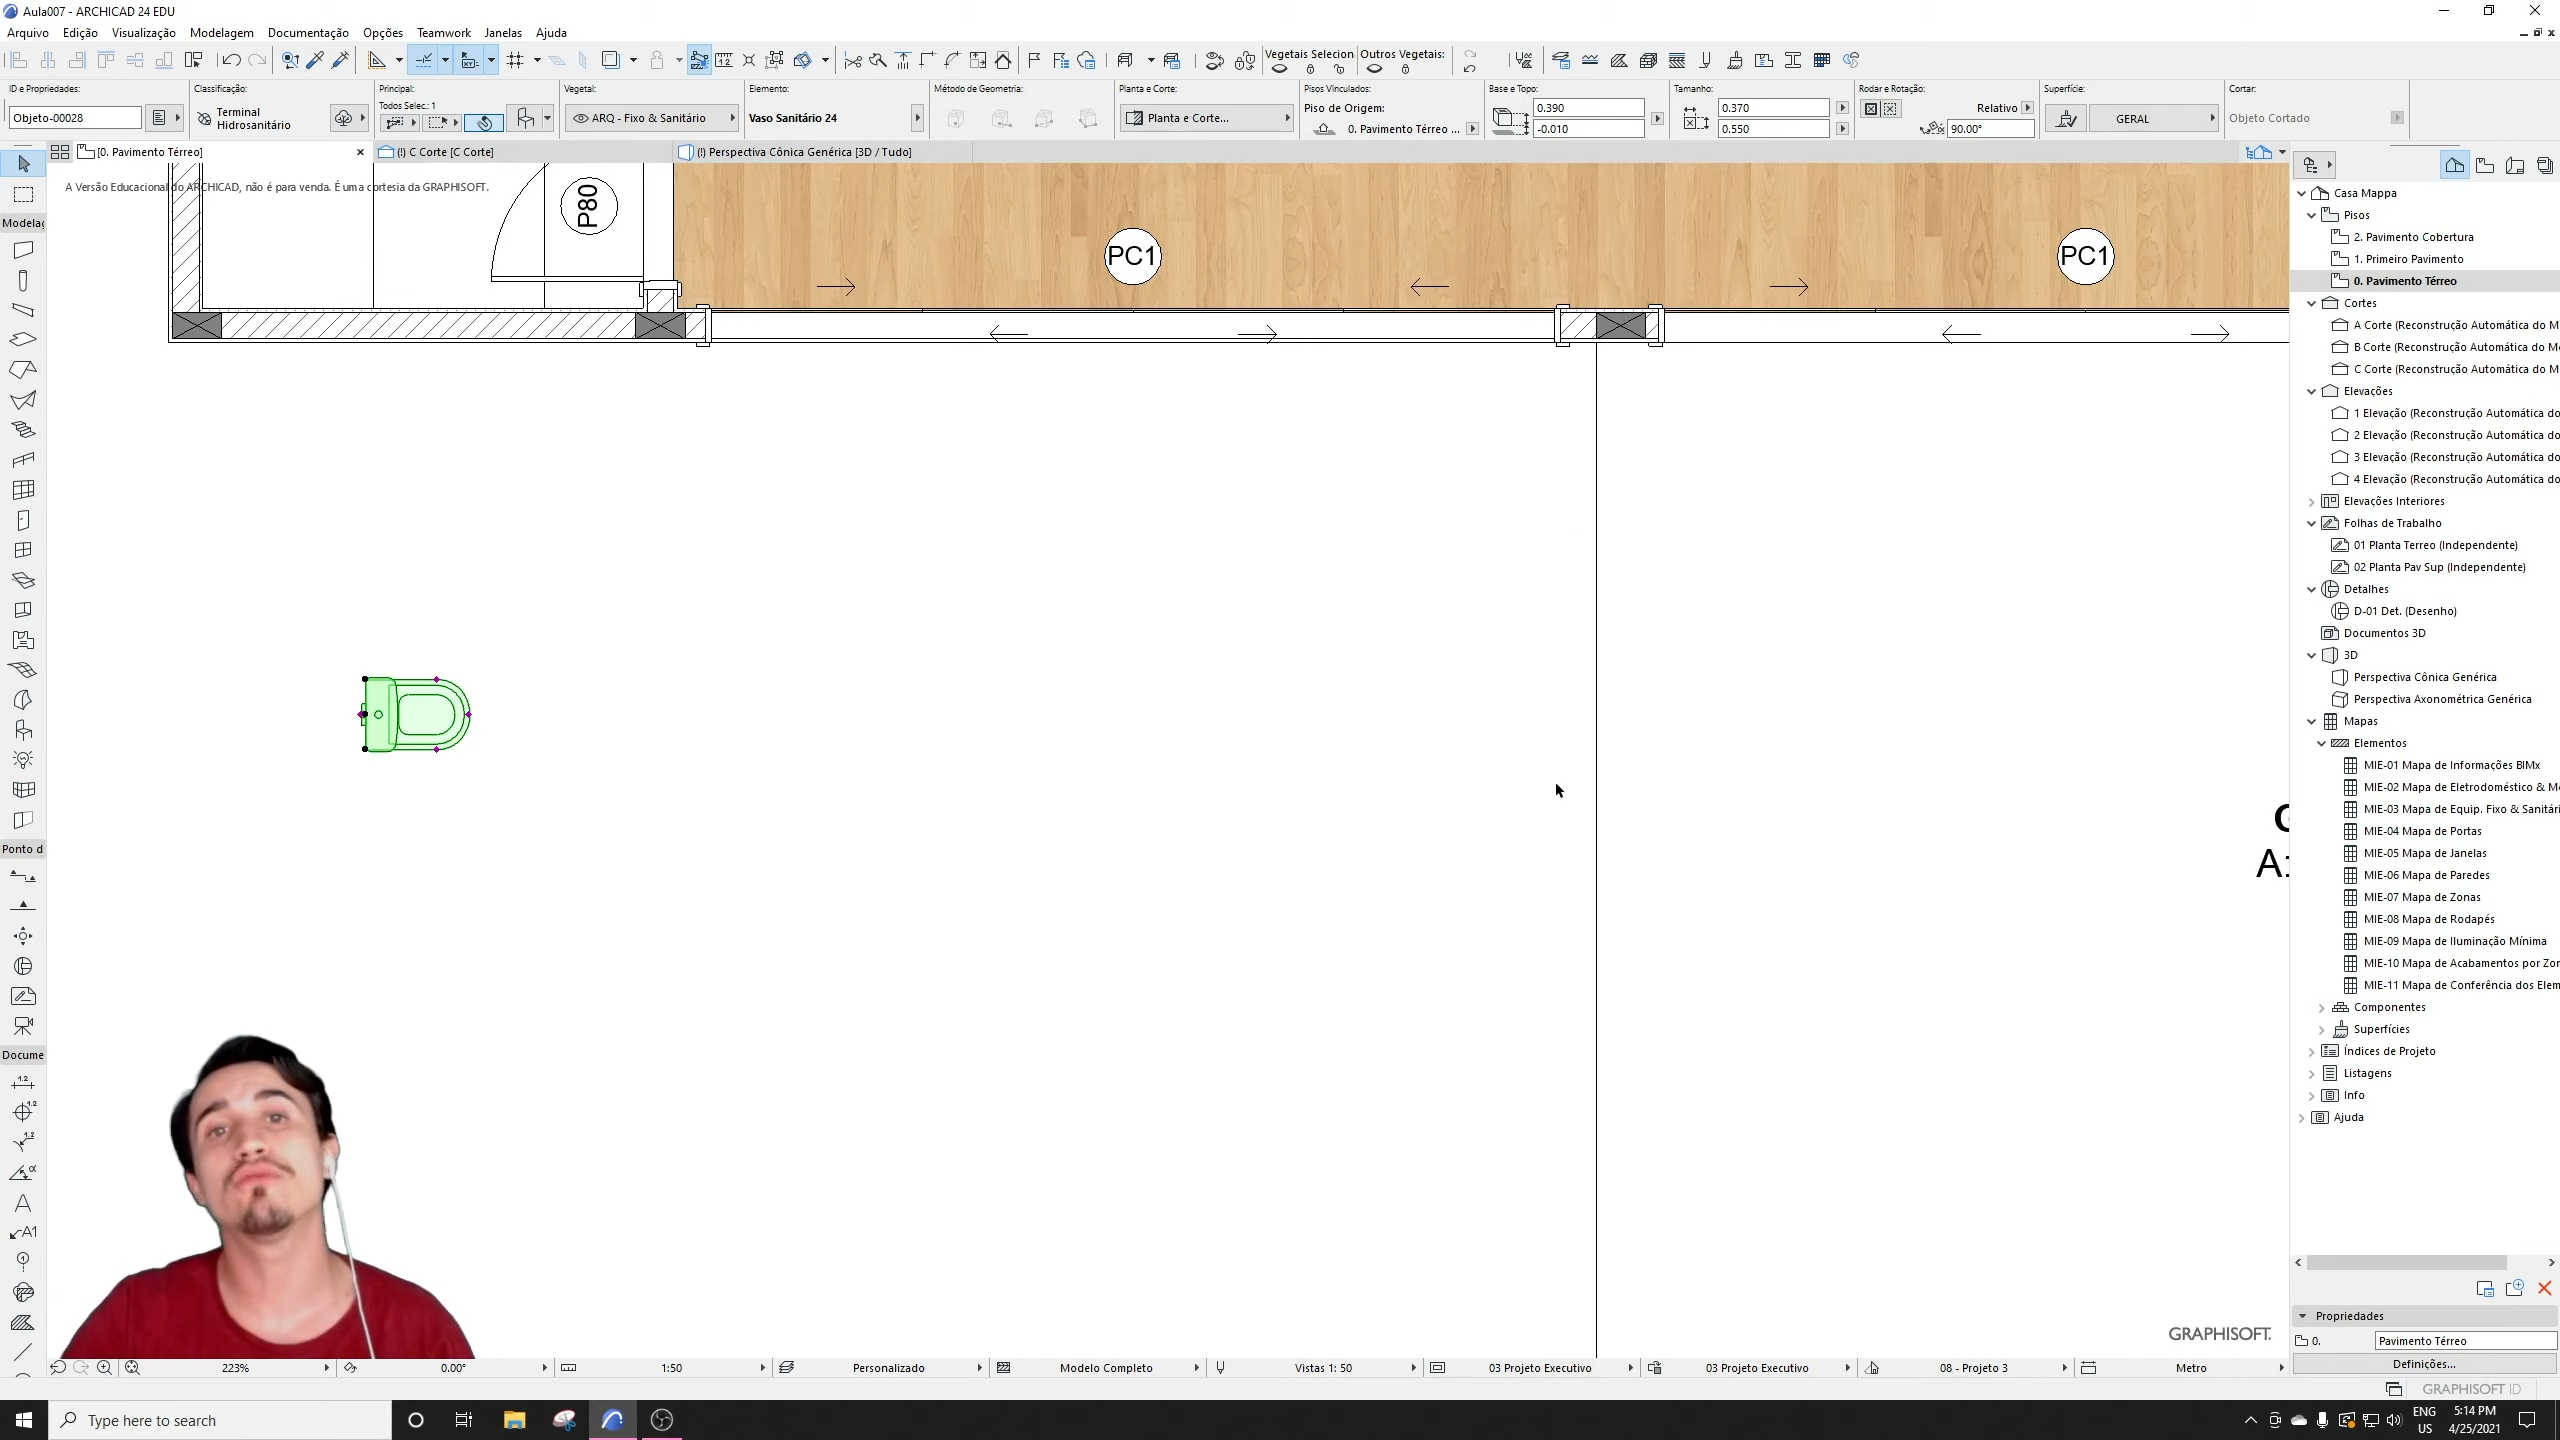 Aula007 - ARCHICAD 24 EDU
Arquivo Edição Visualização Modelagem Documentação Opções Teamwork Janelas Ajuda
Vegetais Selecion Outros Vegetais:
ID e Propriedades: Classificação: Principal: Vegetal: Elemento: Método de Geometria: Planta e Corte: Pisos Vinculados: Base e Topo: Tamanho: Rodar e Rotação: Superfície: Cortar:
Todos Selec.: 1
Objeto-00028 Terminal Hidrosanitário ARQ - Fixo & Sanitário Vaso Sanitário 24 Planta e Corte... Piso de Origem: 0.390 0.370 Relativo GERAL Objeto Cortado
0. Pavimento Térreo ... -0.010 0.550 90.00°
[0. Pavimento Térreo] (!) C Corte [C Corte] (!) Perspectiva Cônica Genérica [3D / Tudo]
A Versão Educacional do ARCHICAD, não é para venda. É uma cortesia da GRAPHISOFT.
P80
PC1
PC1
Modelaç
Ponto d
Docume
1.2
1.2
1.2
A
A1
Casa Mappa
Pisos
2. Pavimento Cobertura
1. Primeiro Pavimento
0. Pavimento Térreo
Cortes
A Corte (Reconstrução Automática do M
B Corte (Reconstrução Automática do M
C Corte (Reconstrução Automática do M
Elevações
1 Elevação (Reconstrução Automática do
2 Elevação (Reconstrução Automática do
3 Elevação (Reconstrução Automática do
4 Elevação (Reconstrução Automática do
Elevações Interiores
Folhas de Trabalho
01 Planta Terreo (Independente)
02 Planta Pav Sup (Independente)
Detalhes
D-01 Det. (Desenho)
Documentos 3D
3D
Perspectiva Cônica Genérica
Perspectiva Axonométrica Genérica
Mapas
Elementos
MIE-01 Mapa de Informações BIMx
MIE-02 Mapa de Eletrodoméstico & M
MIE-03 Mapa de Equip. Fixo & Sanitári
MIE-04 Mapa de Portas
MIE-05 Mapa de Janelas
MIE-06 Mapa de Paredes
MIE-07 Mapa de Zonas
MIE-08 Mapa de Rodapés
MIE-09 Mapa de Iluminação Mínima
MIE-10 Mapa de Acabamentos por Zor
MIE-11 Mapa de Conferência dos Elem
Componentes
Superfícies
Índices de Projeto
Listagens
Info
Ajuda
Propriedades
0. Pavimento Térreo
Definições...
GRAPHISOFT.
223% 0.00° 1:50 Personalizado Modelo Completo Vistas 1: 50 03 Projeto Executivo 03 Projeto Executivo 08 - Projeto 3 Metro
GRAPHISOFT ID
Type here to search
ENG
US
5:14 PM
4/25/2021